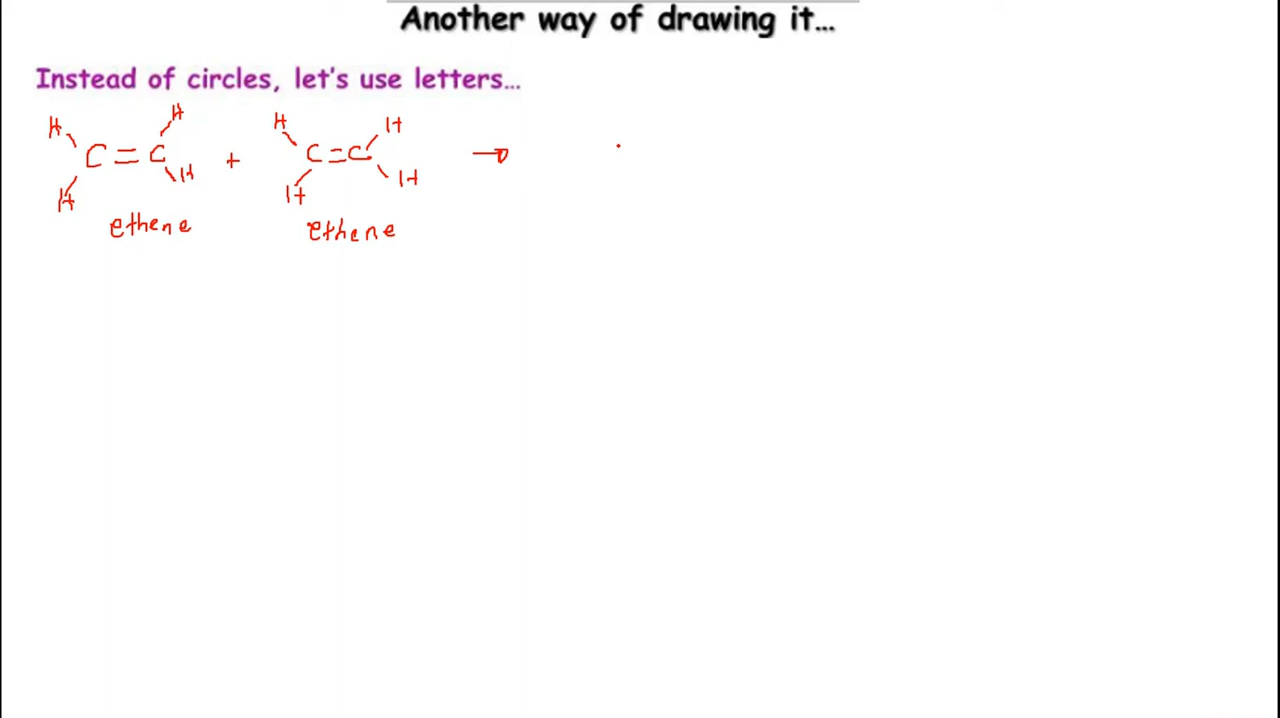 Another way of drawing it...
Instead of circles, let's use letters...
H H H H
C = C + C = C →
H H H H
ethene ethene